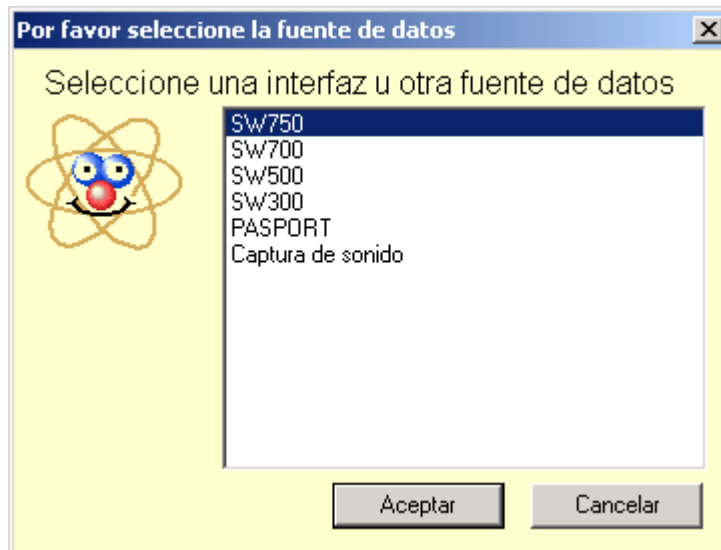 Por favor seleccione la fuente de datos
Seleccione una interfaz u otra fuente de datos
SW750
SW700
SW500
SW300
PASPORT
Captura de sonido
Aceptar
Cancelar